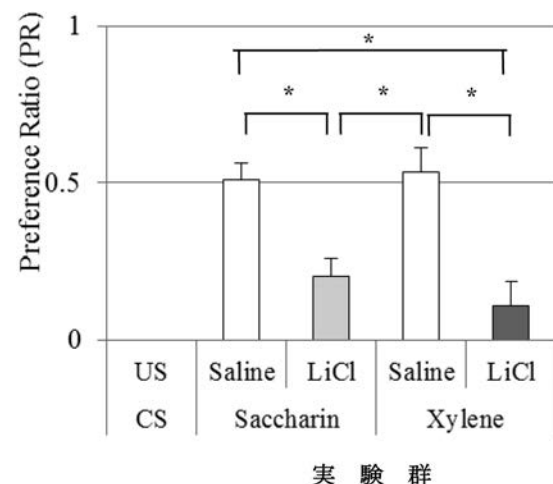 1
Preference Ratio (PR)
*
* * *
0.5
0
US Saline LiCl Saline LiCl
CS Saccharin Xylene
実 験 群